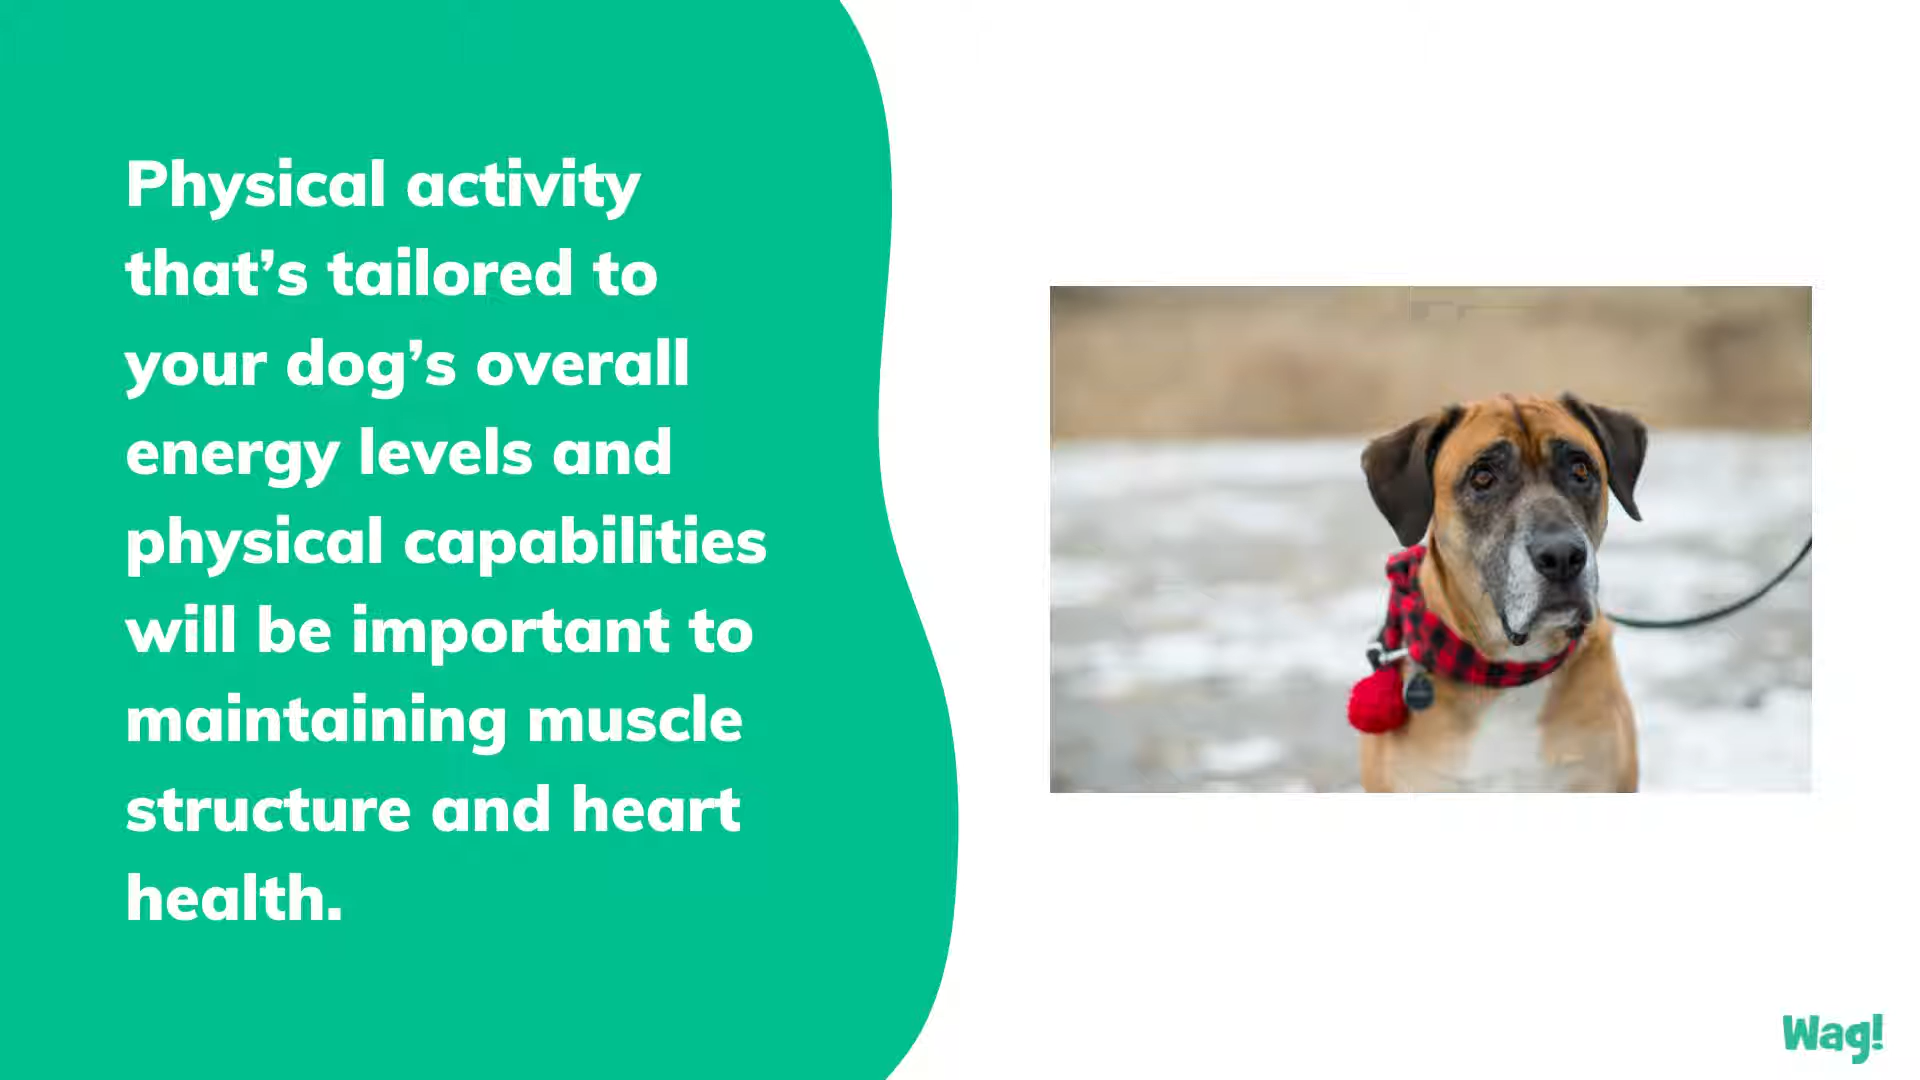 Physical activity
that’s tailored to
your dog’s overall
energy levels and
physical capabilities
will be important to
maintaining muscle
structure and heart
health.
Wag!